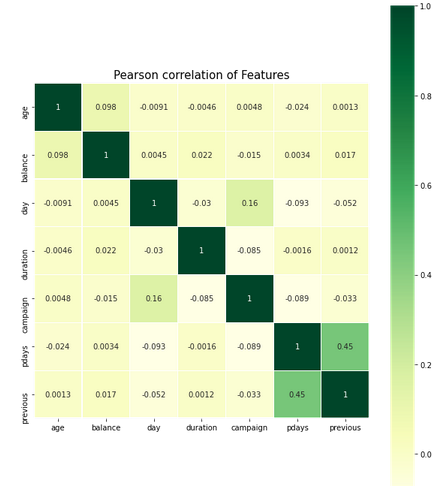 Pearson correlation of Features
age 1 0.098 -0.0091 -0.0046 0.0048 -0.024 0.0013
balance 0.098 1 0.0045 0.022 -0.015 0.0034 0.017
day -0.0091 0.0045 1 -0.03 0.16 -0.093 -0.052
duration -0.0046 0.022 -0.03 1 -0.085 -0.0016 0.0012
campaign 0.0048 -0.015 0.16 -0.085 1 -0.089 -0.033
pdays -0.024 0.0034 -0.093 -0.0016 -0.089 1 0.45
previous 0.0013 0.017 -0.052 0.0012 -0.033 0.45 1
age balance day duration campaign pdays previous
1.0
0.8
0.6
0.4
0.2
0.0